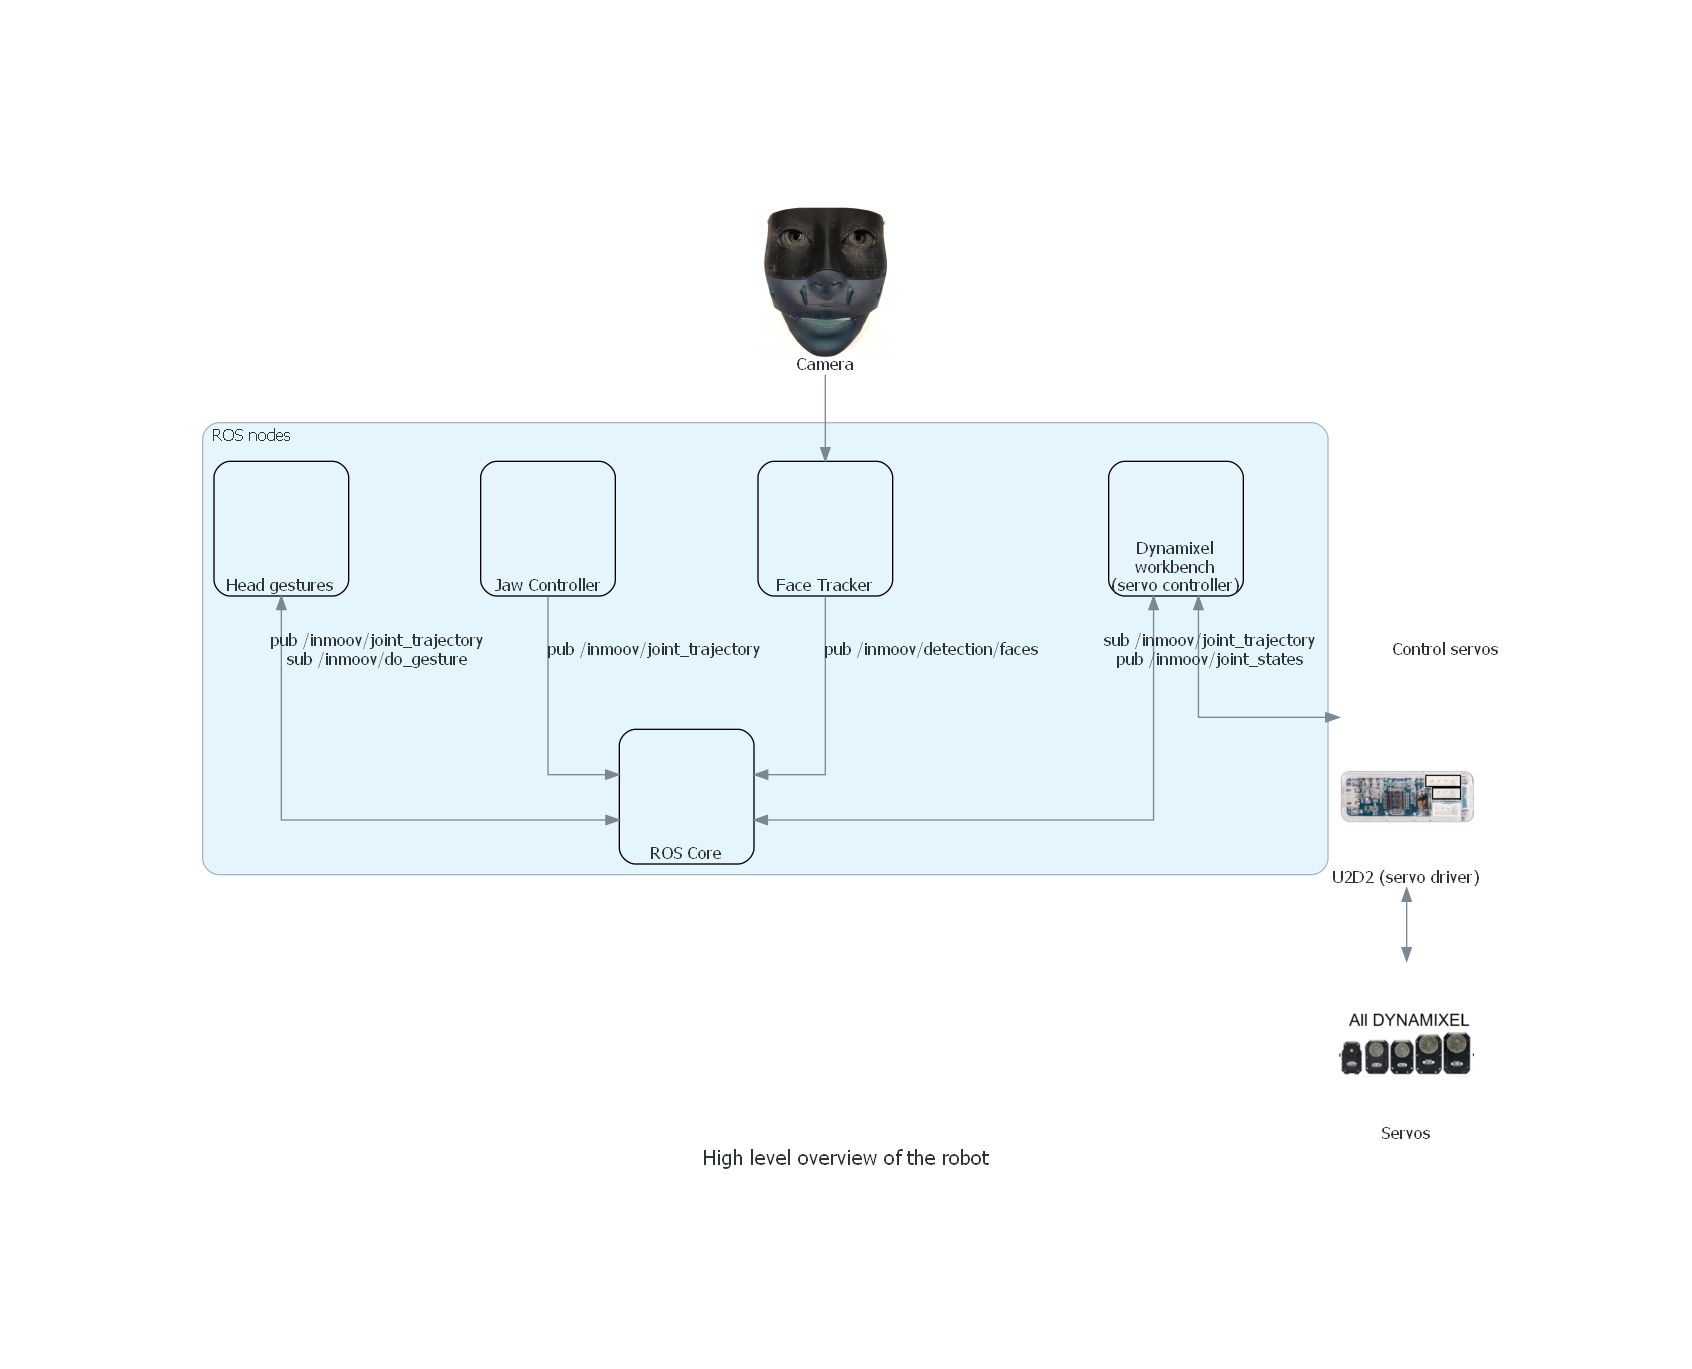 Camera
ROS nodes
Head gestures
Jaw Controller
Face Tracker
Dynamixel
workbench
(servo controller)
pub /inmoov/joint_trajectory
sub /inmoov/do_gesture
pub /inmoov/joint_trajectory
pub /inmoov/detection/faces
sub /inmoov/joint_trajectory
pub /inmoov/joint_states
Control servos
ROS Core
U2D2 (servo driver)
All DYNAMIXEL
Servos
High level overview of the robot